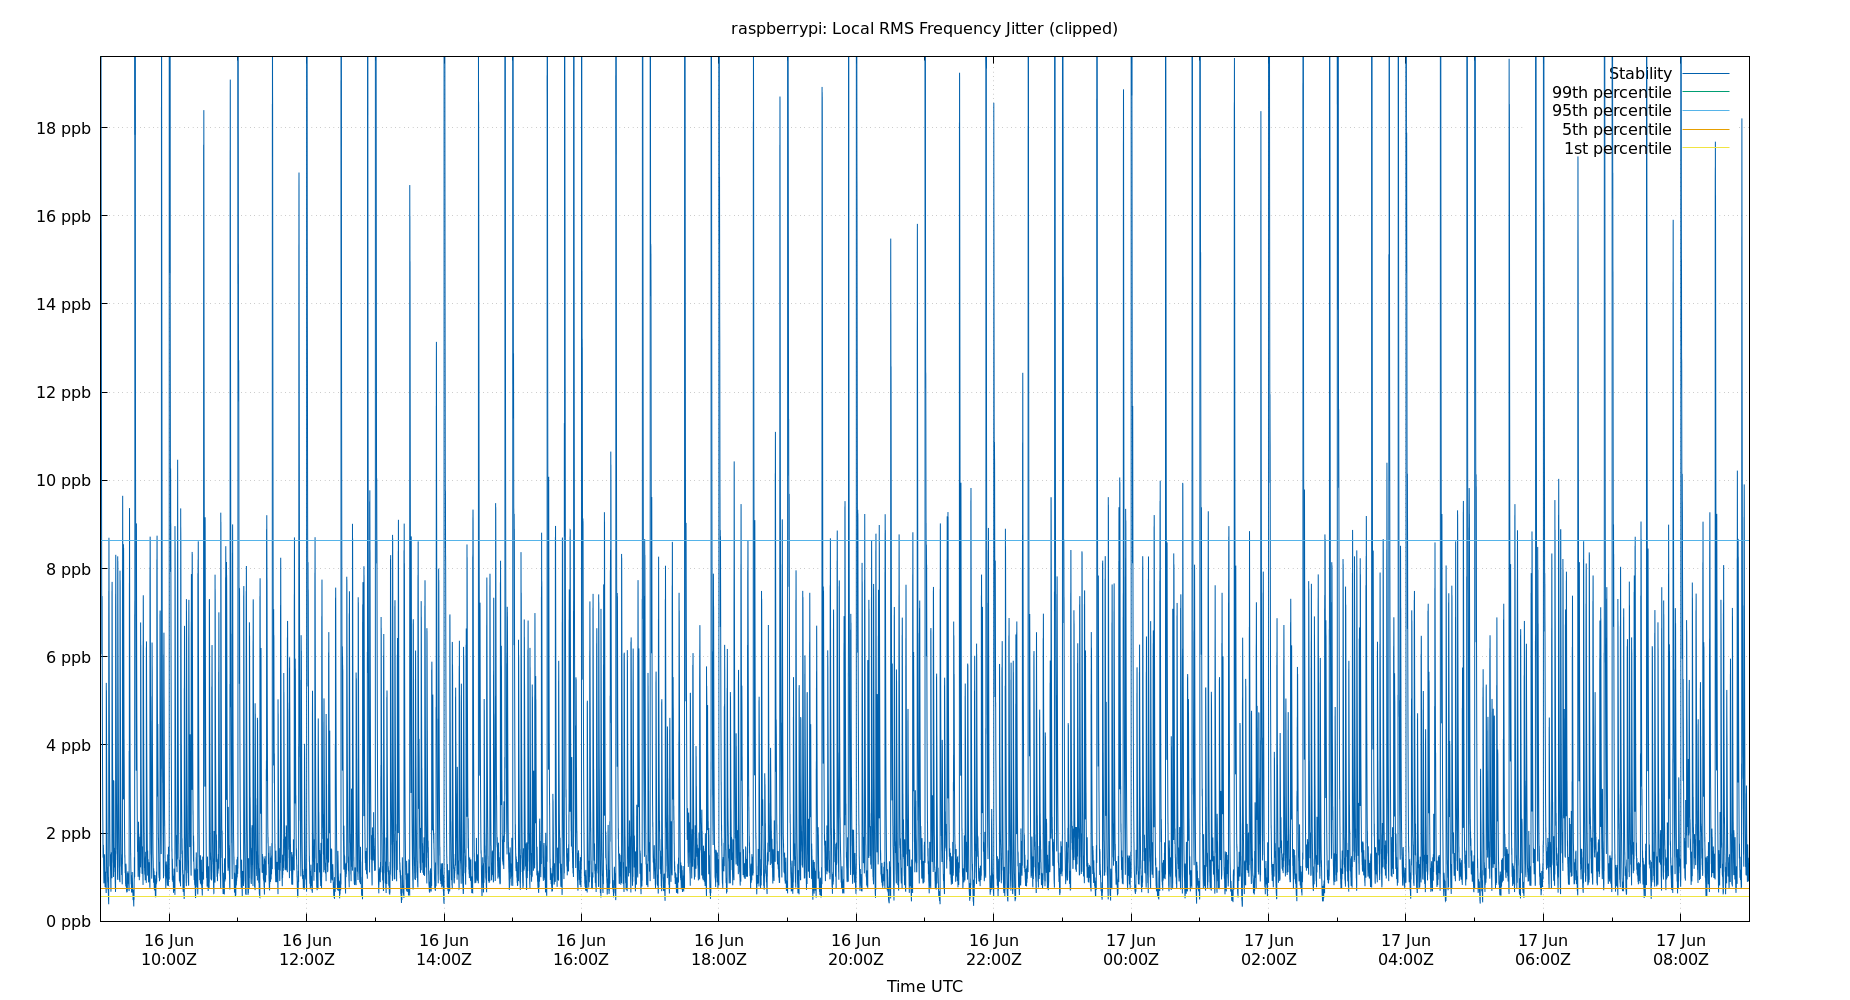 raspberrypi: Local RMS Frequency Jitter (clipped)
Stability
99th percentile
95th percentile
5th percentile
1st percentile
18 ppb
16 ppb
14 ppb
12 ppb
10 ppb
8 ppb
6 ppb
4 ppb
2 ppb
0 ppb
16 Jun 16 Jun 16 Jun 16 Jun 16 Jun 16 Jun 16 Jun 17 Jun 17 Jun 17 Jun 17 Jun 17 Jun
10:00Z 12:00Z 14:00Z 16:00Z 18:00Z 20:00Z 22:00Z 00:00Z 02:00Z 04:00Z 06:00Z 08:00Z
Time UTC